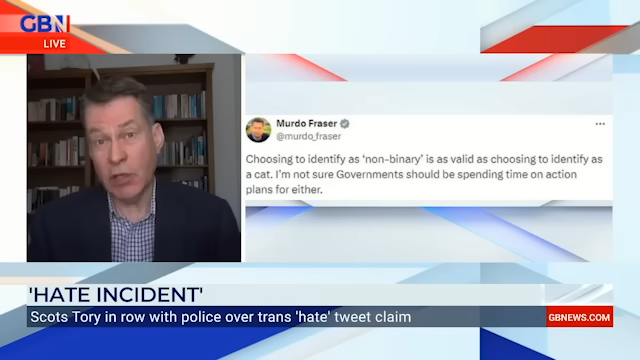 GBN
LIVE
Murdo Fraser
@murdo_fraser
Choosing to identify as 'non-binary' is as valid as choosing to identify as
a cat. I'm not sure Governments should be spending time on action
plans for either.
'HATE INCIDENT'
Scots Tory in row with police over trans 'hate' tweet claim
GBNEWS.COM